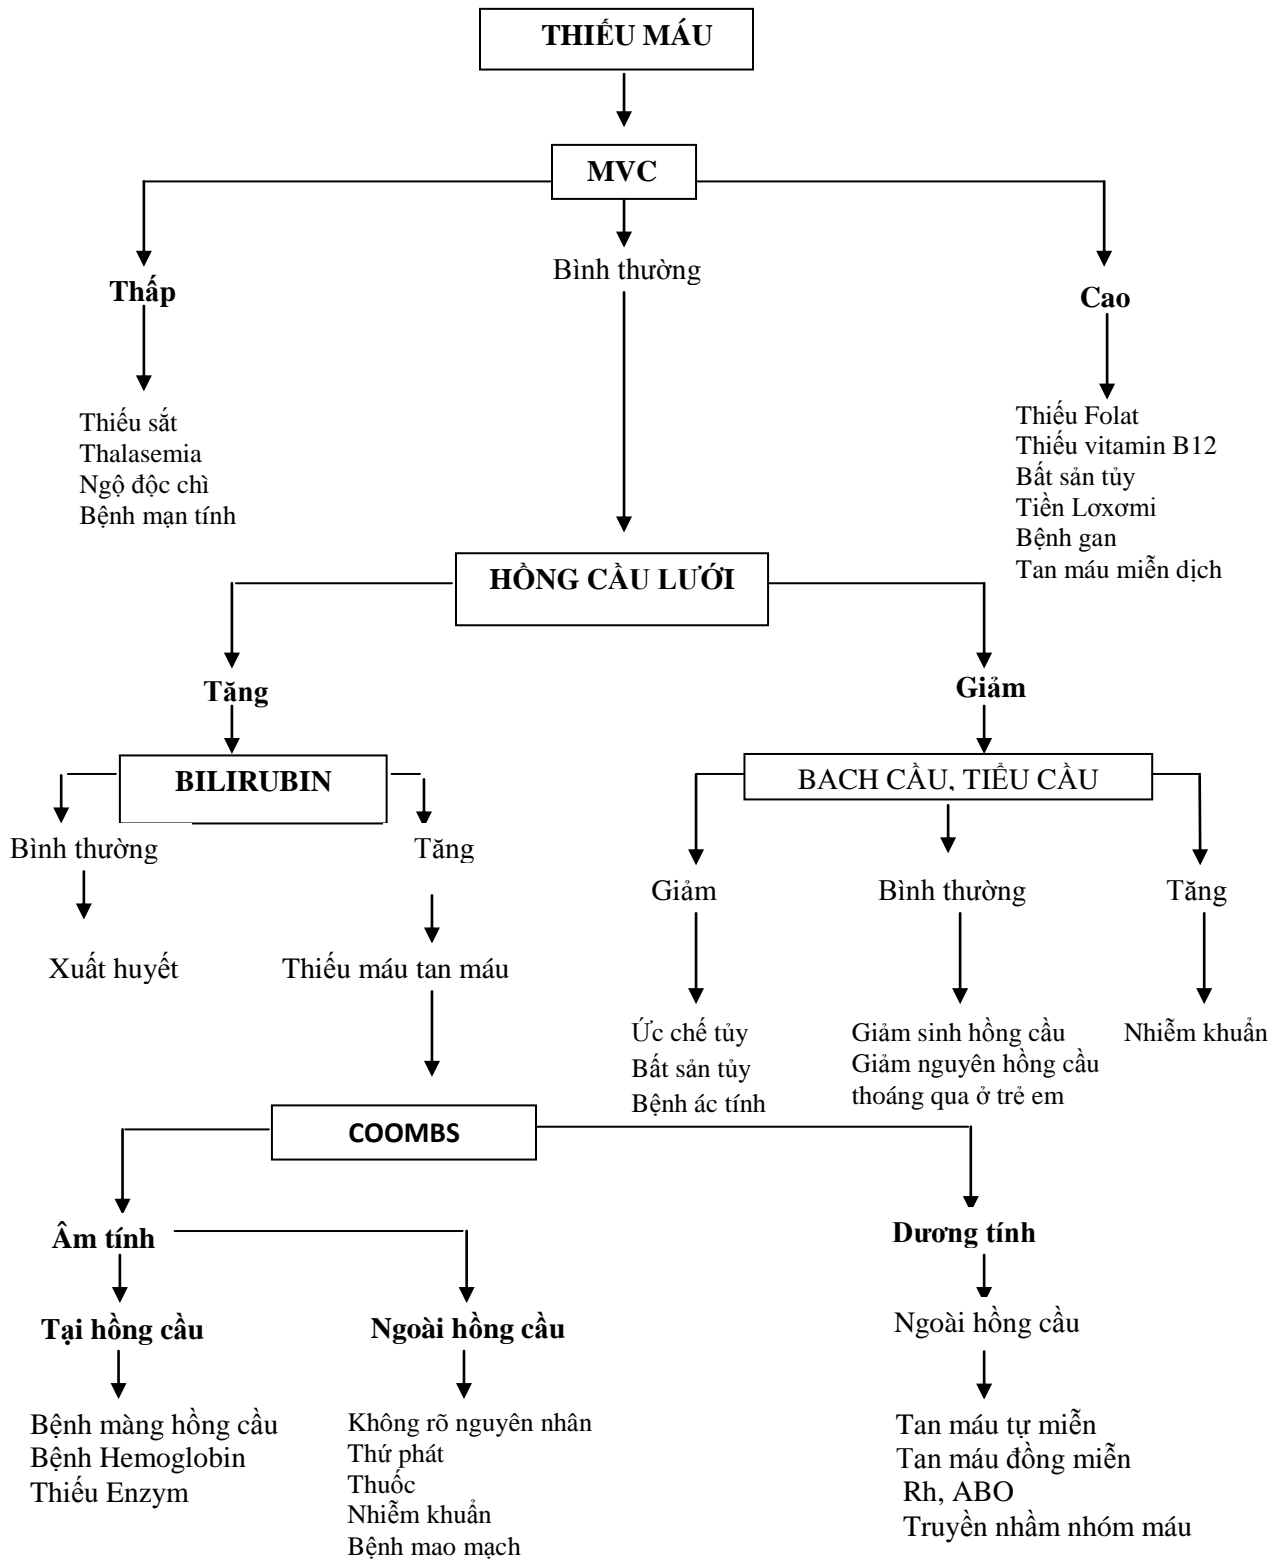 THIẾU MÁU
MVC
Thấp
Bình thường
Cao
Thiếu sắt
Thalasemia
Ngộ độc chì
Bệnh mạn tính
Thiếu Folat
Thiếu vitamin B12
Bất sản tủy
Tiền Lơxơmi
Bệnh gan
Tan máu miễn dịch
HỒNG CẦU LƯỚI
Tăng
Giảm
BILIRUBIN
BACH CẦU, TIỂU CẦU
Bình thường
Tăng
Giảm
Bình thường
Tăng
Xuất huyết
Thiếu máu tan máu
Ức chế tủy
Bất sản tủy
Bệnh ác tính
Giảm sinh hồng cầu
Giảm nguyên hồng cầu
thoáng qua ở trẻ em
Nhiễm khuẩn
COOMBS
Âm tính
Dương tính
Tại hồng cầu
Ngoài hồng cầu
Ngoài hồng cầu
Bệnh màng hồng cầu
Bệnh Hemoglobin
Thiếu Enzym
Không rõ nguyên nhân
Thứ phát
Thuốc
Nhiễm khuẩn
Bệnh mao mạch
Tan máu tự miễn
Tan máu đồng miễn
Rh, ABO
Truyền nhầm nhóm máu